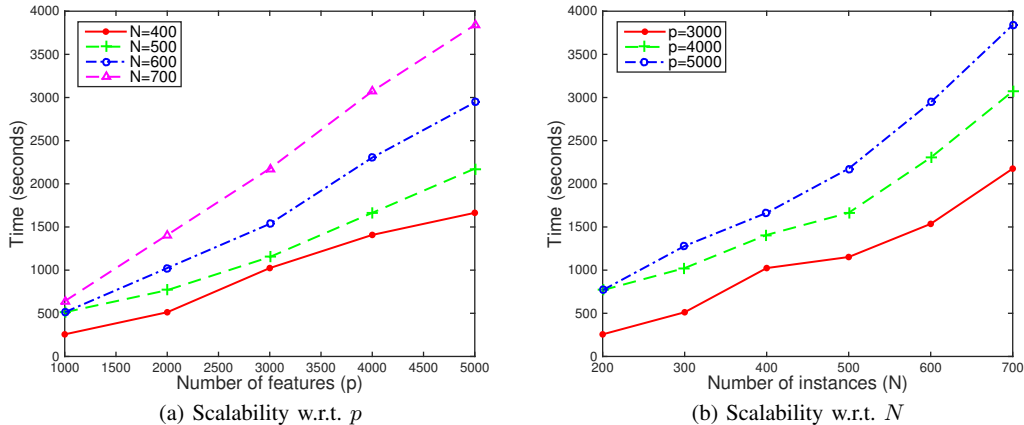 4000
3500
3000
2500
2000
1500
1000
500
0
Time (seconds)
N=400
N=500
N=600
N=700
1000 1500 2000 2500 3000 3500 4000 4500 5000
Number of features (p)
(a) Scalability w.r.t. p
4000
3500
3000
2500
2000
1500
1000
500
0
Time (seconds)
p=3000
p=4000
p=5000
200 300 400 500 600 700
Number of instances (N)
(b) Scalability w.r.t. N